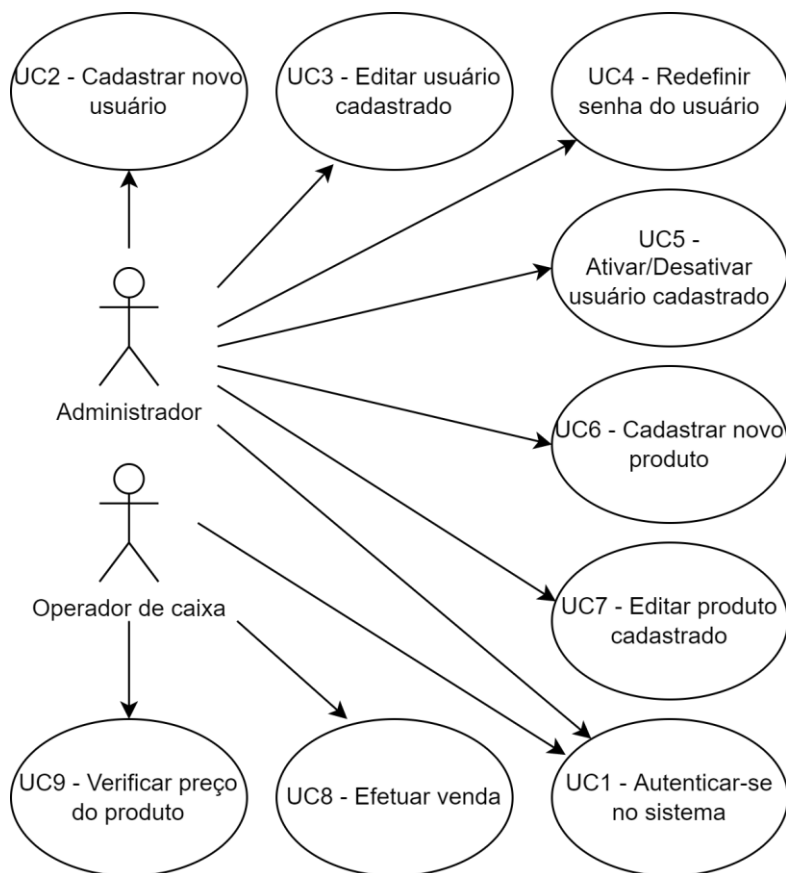 UC2 - Cadastrar novo
usuário
UC3 - Editar usuário
cadastrado
UC4 - Redefinir
senha do usuário
UC5 -
Ativar/Desativar
usuário cadastrado
Administrador
UC6 - Cadastrar novo
produto
Operador de caixa
UC7 - Editar produto
cadastrado
UC9 - Verificar preço
do produto
UC8 - Efetuar venda
UC1 - Autenticar-se
no sistema